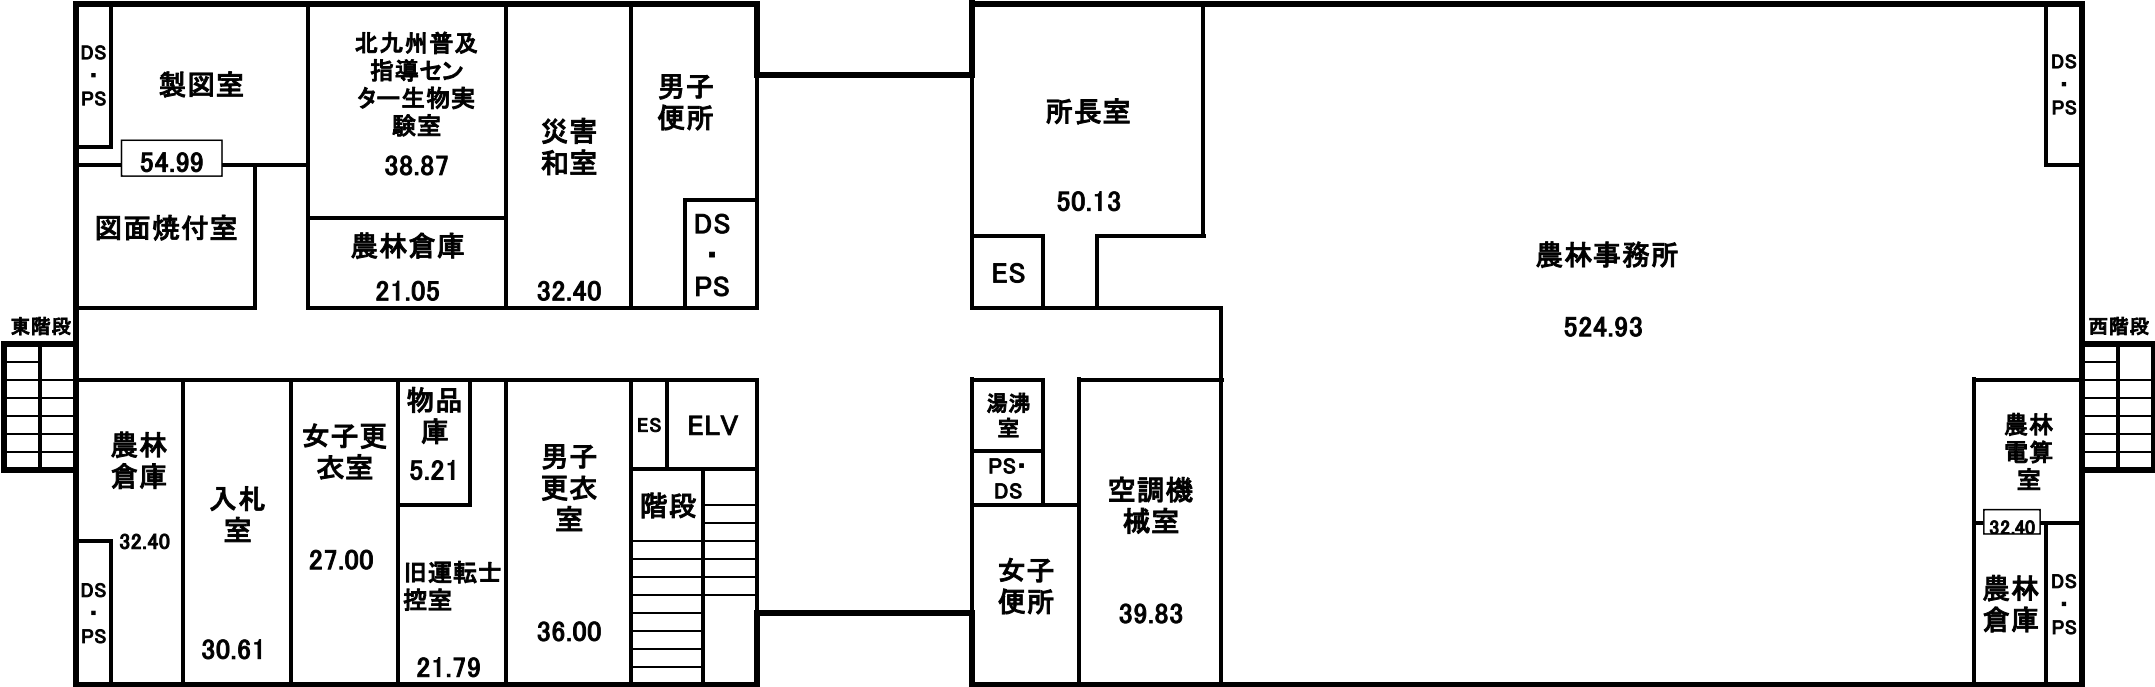 DS
・
PS
製図室
54.99
図面焼付室
北九州普及
指導セン
ター生物実
験室
38.87
農林倉庫
21.05
災害
和室
32.40
男子
便所
DS
・
PS
所長室
50.13
ES
農林事務所
524.93
DS
・
PS
東階段
西階段
農林
倉庫
32.40
DS
・
PS
入札
室
30.61
女子更
衣室
27.00
物品
庫
5.21
旧運転士
控室
21.79
男子
更衣
室
36.00
ES
ELV
階段
湯沸
室
PS・
DS
女子
便所
空調機
械室
39.83
農林
電算
室
32.40
農林
倉庫
DS
・
PS